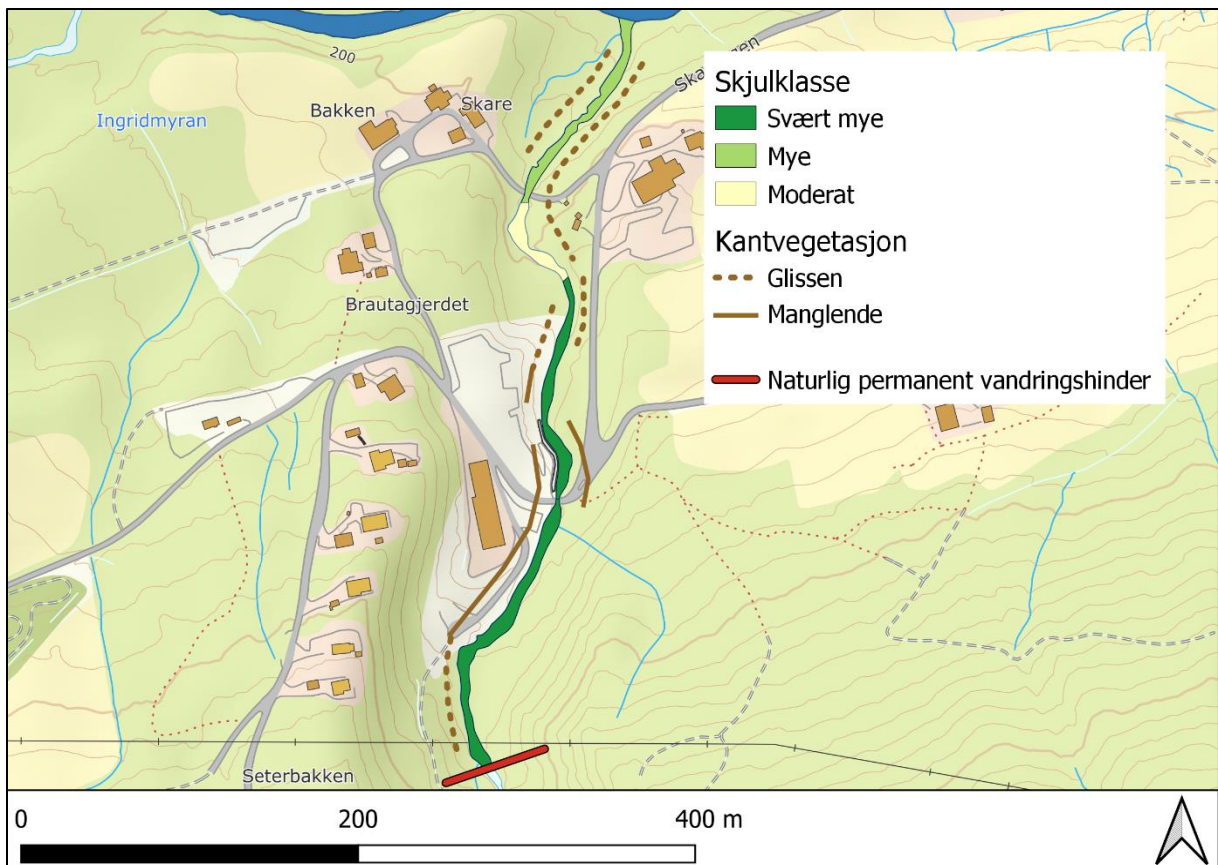 200
Skjulklasse
Svært mye
Mye
Moderat
Kantvegetasjon
Glissen
Manglende
Naturlig permanent vandringshinder
Bakken
Skare
Ingridmyran
Brautagjerdet
Seterbakken
0
200
400 m